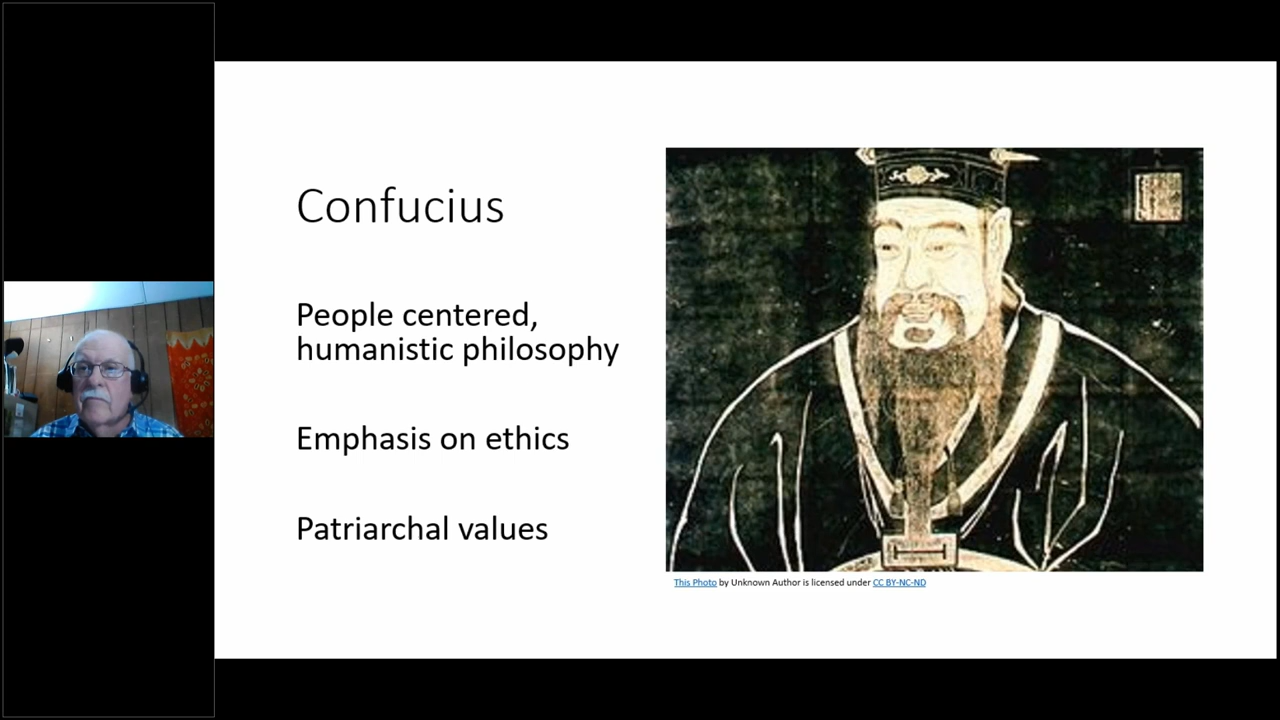 Confucius
People centered,
humanistic philosophy
Emphasis on ethics
Patriarchal values
This Photo by Unknown Author is licensed under CC BY-NC-ND